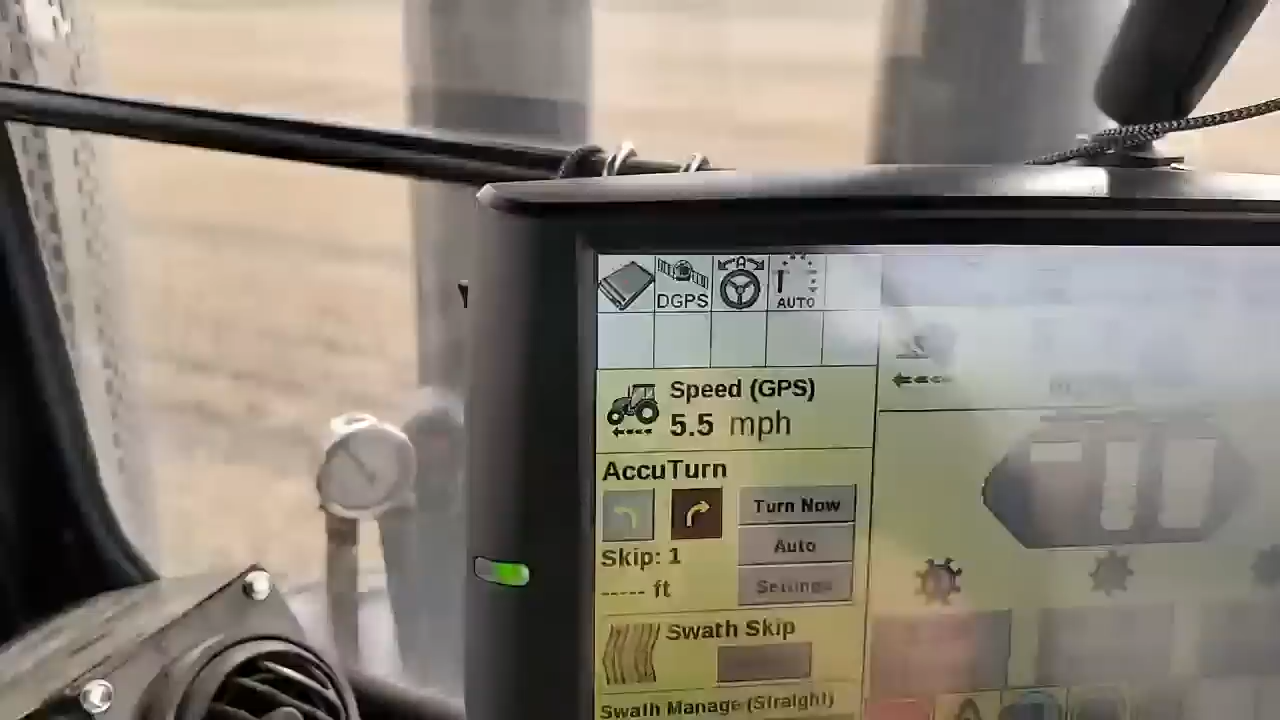 DGPS
A
AUTO
Speed (GPS)
5.5 mph
AccuTurn
Turn Now
Auto
Skip: 1
----- ft
Settings
Swath Skip
Swath Manage (Straight)